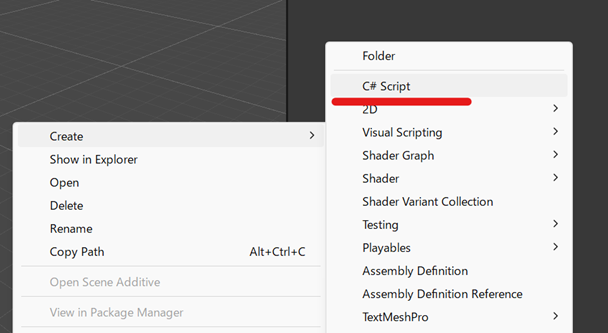 Create
Show in Explorer
Open
Delete
Rename
Copy Path Alt+Ctrl+C
Open Scene Additive
View in Package Manager
Folder
C# Script
2D
Visual Scripting
Shader Graph
Shader
Shader Variant Collection
Testing
Playables
Assembly Definition
Assembly Definition Reference
TextMeshPro